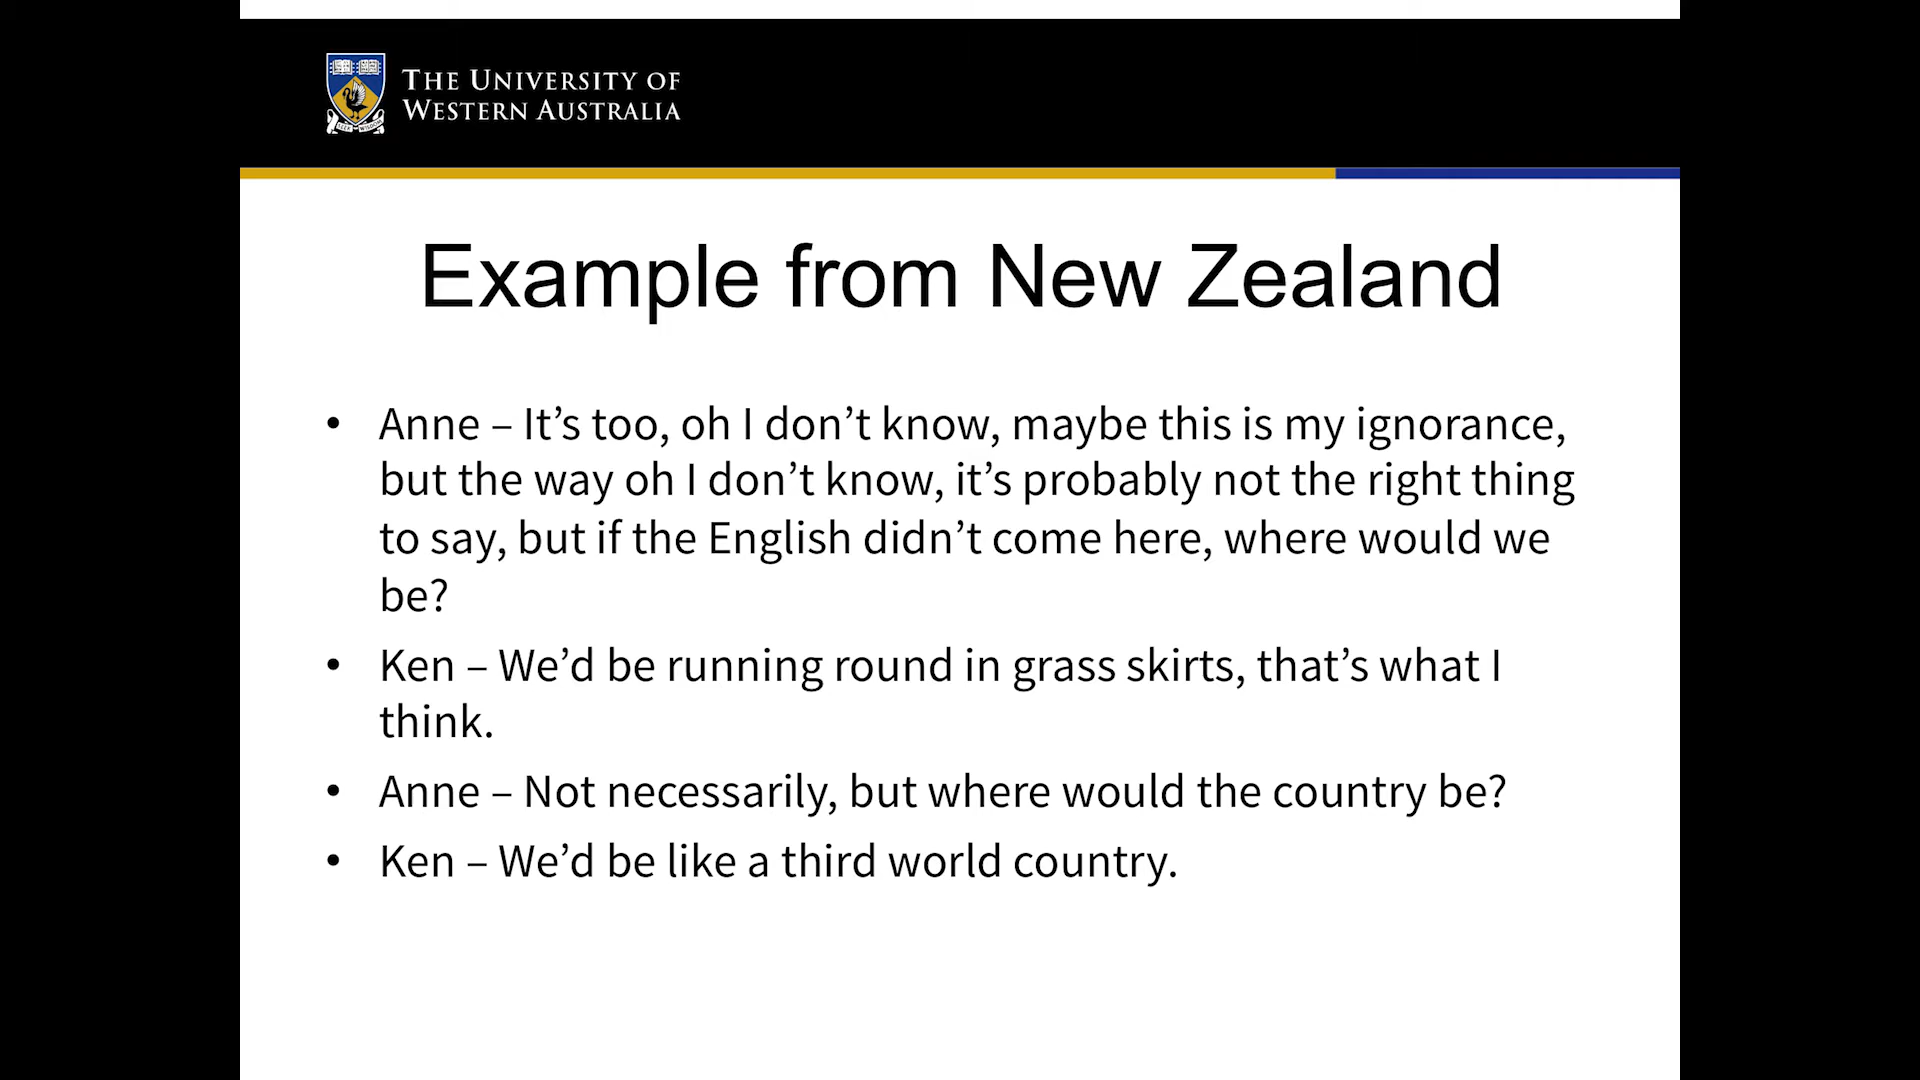 THE UNIVERSITY OF
WESTERN AUSTRALIA
Example from New Zealand
• Anne – It’s too, oh I don’t know, maybe this is my ignorance,
but the way oh I don’t know, it’s probably not the right thing
to say, but if the English didn’t come here, where would we
be?
• Ken – We’d be running round in grass skirts, that’s what I
think.
• Anne – Not necessarily, but where would the country be?
• Ken – We’d be like a third world country.